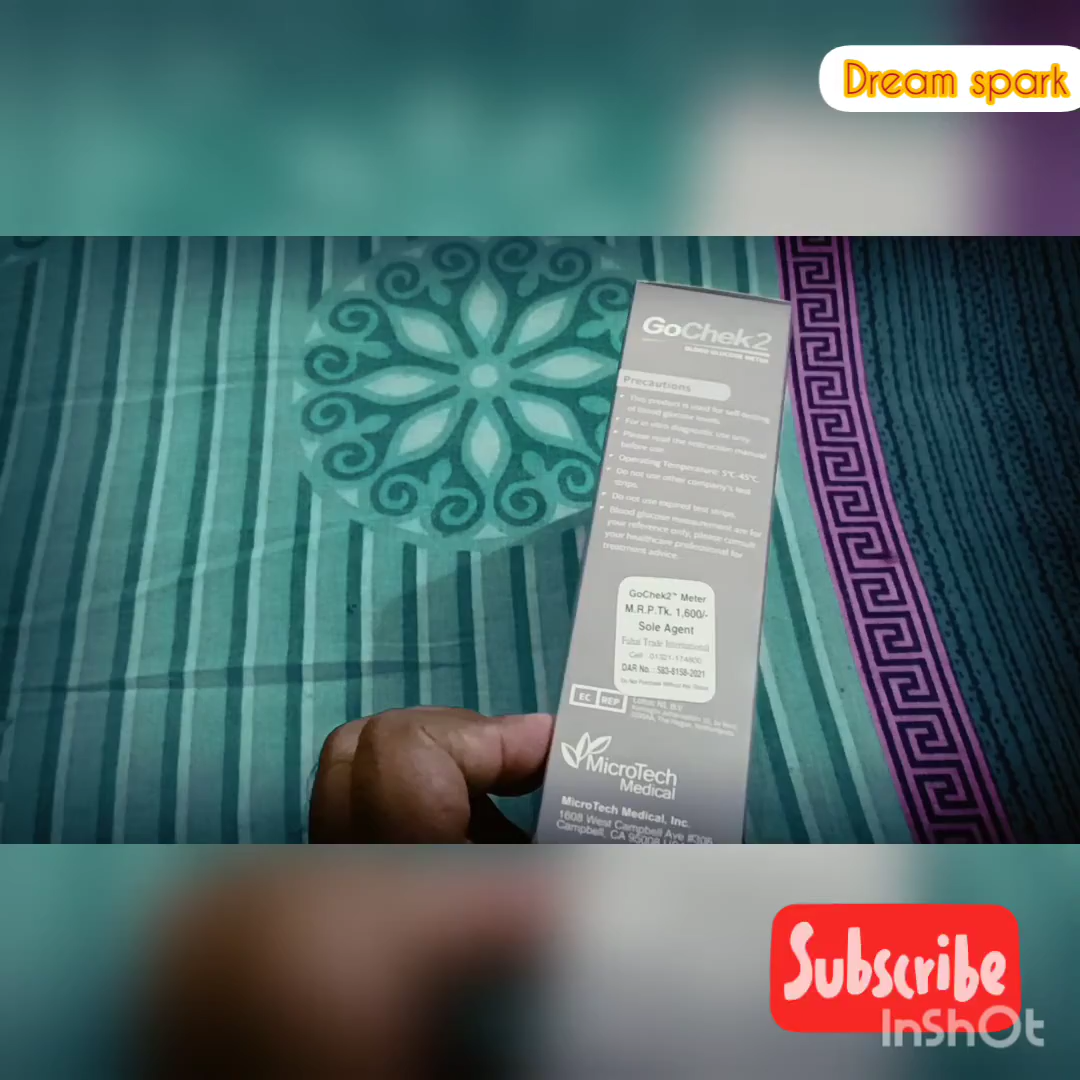 Dream spark
GoChek2
BLOOD GLUCOSE METER
Precautions
• This product is used for self-testing
of blood glucose levels.
• For in vitro diagnostic use only.
• Please read the instruction manual
before use.
• Operating Temperature: 5°C-45°C.
• Do not use other company's test
strips.
• Do not use expired test strips.
• Blood glucose measurement are for
your reference only, please consult
your healthcare professional for
treatment advice.
GoChek2™ Meter
M.R.P.Tk. 1,600/-
Sole Agent
Trade International
Cell : 01321-174800
DAR No. : 583-8158-2021
EC REP
MicroTech
Medical
MicroTech Medical, Inc.
1608 West Campbell Ave #306
Campbell, CA 95008
Subscribe
InShOt